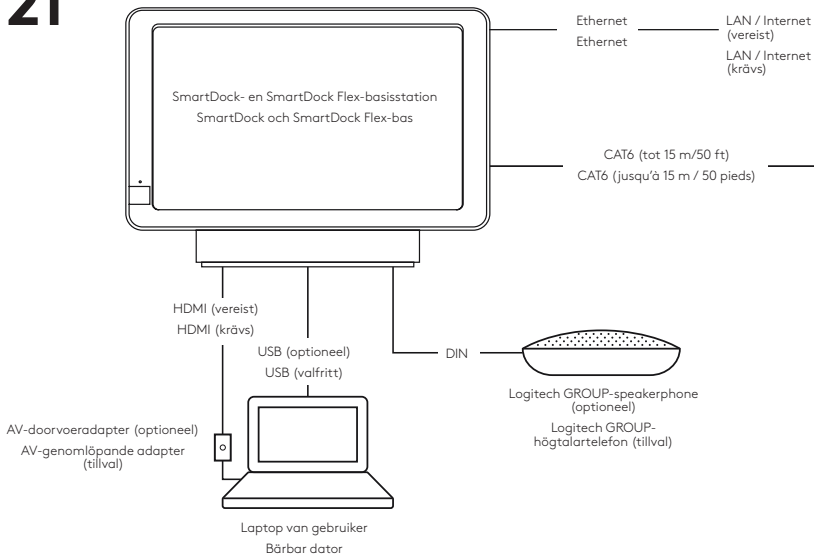 21
Ethernet
Ethernet
LAN / Internet
(vereist)
LAN / Internet
(krävs)
SmartDock- en SmartDock Flex-basisstation
SmartDock och SmartDock Flex-bas
CAT6 (tot 15 m/50 ft)
CAT6 (jusqu'à 15 m / 50 pieds)
HDMI (vereist)
HDMI (krävs)
USB (optioneel)
USB (valfritt)
DIN
Logitech GROUP-speakerphone
(optioneel)
Logitech GROUP-
högtalartelefon (tillval)
AV-doorvoeradapter (optioneel)
AV-genomlöpande adapter
(tillval)
Laptop van gebruiker
Bärbar dator